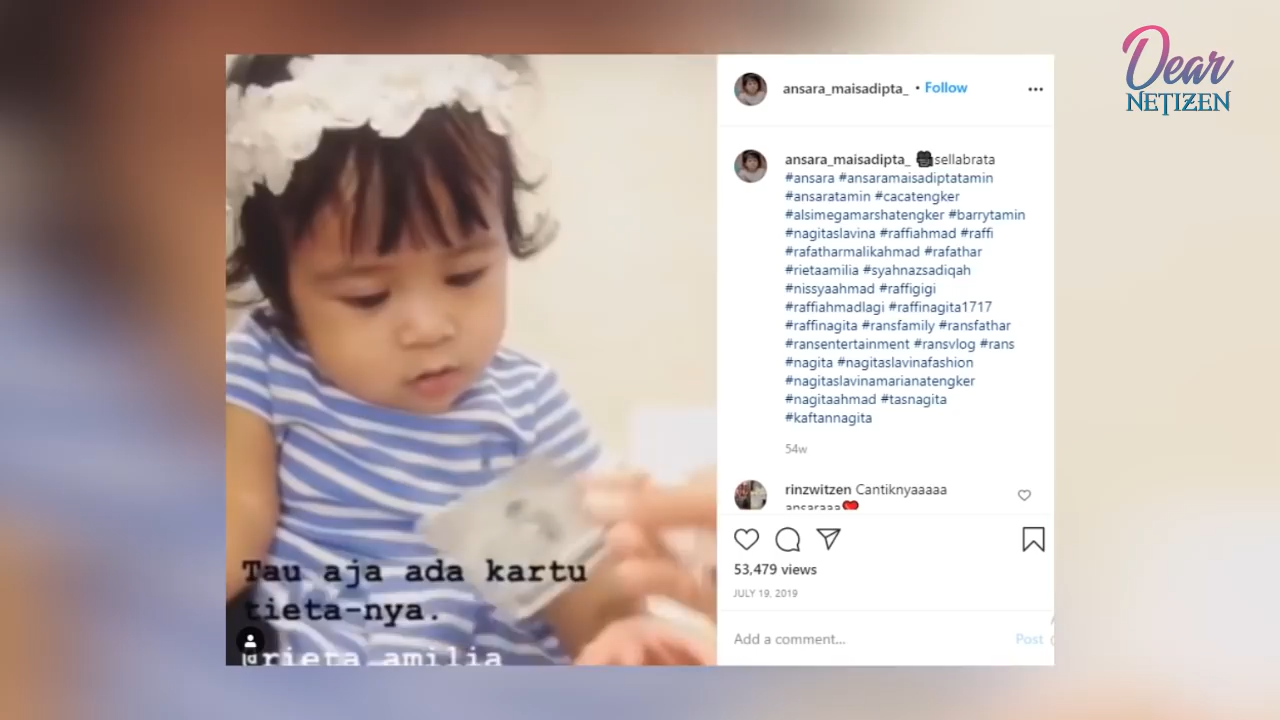 Dear
NETIZEN
ansara_maisadipta_ • Follow
ansara_maisadipta_ sellabrata
#ansara #ansaramaisadiptatamin
#ansaratamin #cacatengker
#alsimegamarshatengker #barrytamin
#nagitaslavina #raffiahmad #raffi
#rafatharmalikahmad #rafathar
#rietaamilia #syahnazsadiqah
#nissyaahmad #raffigigi
#raffiahmadlagi #raffinagita1717
#raffinagita #ransfamily #ransfathar
#ransentertainment #ransvlog #rans
#nagita #nagitaslavinafashion
#nagitaslavinamarianatengker
#nagitaahmad #tasnagita
#kaftannagita
54w
rinzwitzen Cantiknyaaaaa
ansaraaa❤
53,479 views
JULY 19, 2019
Add a comment... Post
Tau aja ada kartu
tieta-nya.
@rieta_amilia